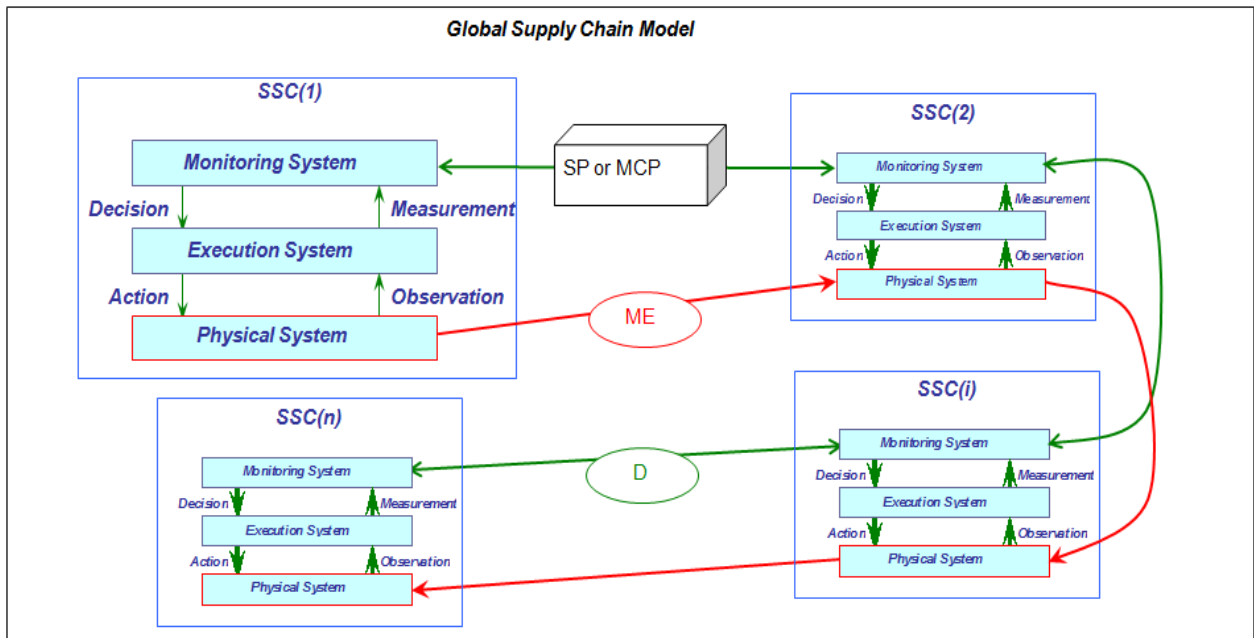 Global Supply Chain Model
SSC(1)
Monitoring System
Decision
Measurement
Execution System
Action
Observation
Physical System
SP or MCP
ME
SSC(2)
Monitoring System
Decision
Measurement
Execution System
Action
Observation
Physical System
SSC(i)
Monitoring System
Decision
Measurement
Execution System
Action
Observation
Physical System
D
SSC(n)
Monitoring System
Decision
Measurement
Execution System
Action
Observation
Physical System